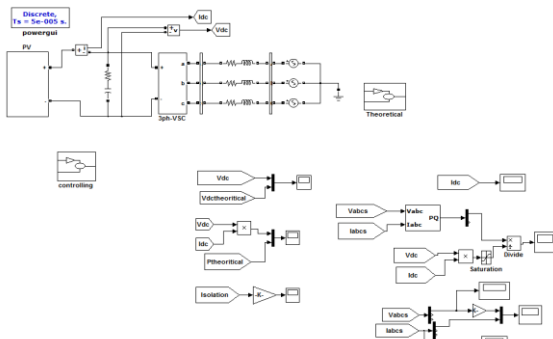 Discrete,
Ts = 5e-005 s.
powergui
Idc
Vdc
PV
+
-
+
-
a
b
c
3ph-VSC
Theoretical
controlling
Vdc
Vdctheoritical
Vdc
Idc
×
Ptheoritical
Isolation
-K-
Idc
Vabcs
Iabcs
Vabc
Iabc
PQ
Vdc
Idc
×
Saturation
×
÷
Divide
Vabcs
Iabcs